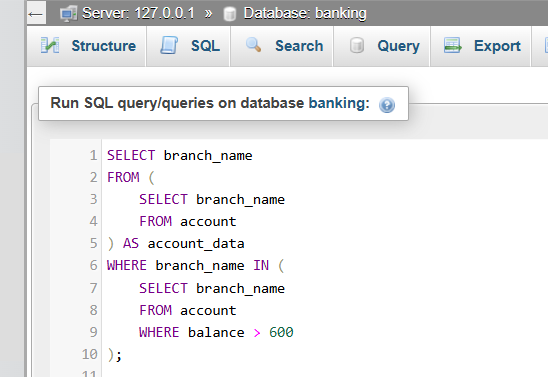 ← Server: 127.0.0.1 » Database: banking
Structure SQL Search Query Export
Run SQL query/queries on database banking:
1 SELECT branch_name
2 FROM (
3 SELECT branch_name
4 FROM account
5 ) AS account_data
6 WHERE branch_name IN (
7 SELECT branch_name
8 FROM account
9 WHERE balance > 600
10 );
11